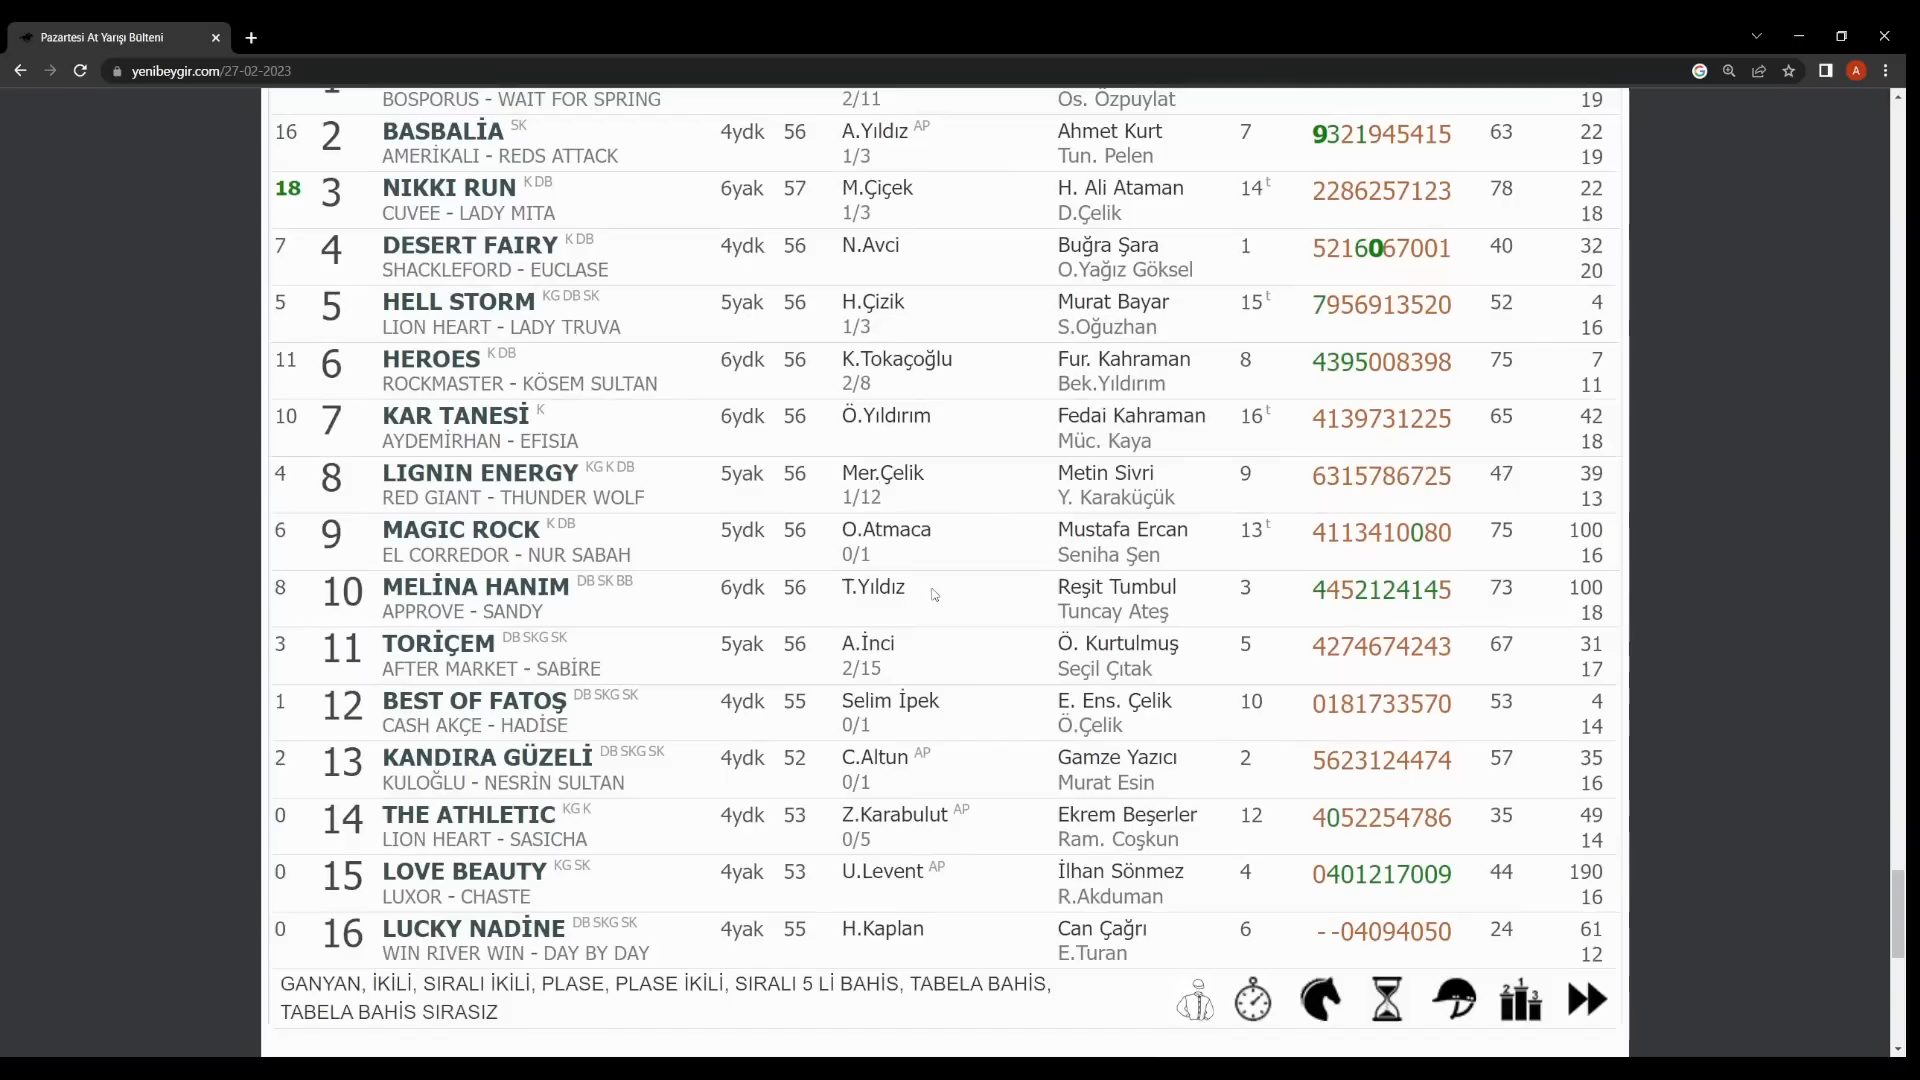 Pazartesi At Yarışı Bülteni
yenibeygir.com/27-02-2023
A
BOSPORUS - WAIT FOR SPRING 2/11 Os. Özpuylat 19
16 2 BASBALİA SK 4ydk 56 A.Yıldız AP Ahmet Kurt 7 9321945415 63 22
AMERİKALI - REDS ATTACK 1/3 Tun. Pelen 19
18 3 NIKKI RUN K DB 6yak 57 M.Çiçek H. Ali Ataman 14 t 2286257123 78 22
CUVEE - LADY MITA 1/3 D.Çelik 18
7 4 DESERT FAIRY K DB 4ydk 56 N.Avci Buğra Şara 1 5216067001 40 32
SHACKLEFORD - EUCLASE O.Yağız Göksel 20
5 5 HELL STORM KG DB SK 5yak 56 H.Çizik Murat Bayar 15 t 7956913520 52 4
LION HEART - LADY TRUVA 1/3 S.Oğuzhan 16
11 6 HEROES K DB 6ydk 56 K.Tokaçoğlu Fur. Kahraman 8 4395008398 75 7
ROCKMASTER - KÖSEM SULTAN 2/8 Bek.Yıldırım 11
10 7 KAR TANESİ K 6ydk 56 Ö.Yıldırım Fedai Kahraman 16 t 4139731225 65 42
AYDEMİRHAN - EFISIA Müc. Kaya 18
4 8 LIGNIN ENERGY KG K DB 5yak 56 Mer.Çelik Metin Sivri 9 6315786725 47 39
RED GIANT - THUNDER WOLF 1/12 Y. Karaküçük 13
6 9 MAGIC ROCK K DB 5ydk 56 O.Atmaca Mustafa Ercan 13 t 4113410080 75 100
EL CORREDOR - NUR SABAH 0/1 Seniha Şen 16
8 10 MELİNA HANIM DB SK BB 6ydk 56 T.Yıldız Reşit Tumbul 3 4452124145 73 100
APPROVE - SANDY Tuncay Ateş 18
3 11 TORİÇEM DB SKG SK 5yak 56 A.İnci Ö. Kurtulmuş 5 4274674243 67 31
AFTER MARKET - SABİRE 2/15 Seçil Çıtak 17
1 12 BEST OF FATOŞ DB SKG SK 4ydk 55 Selim İpek E. Ens. Çelik 10 0181733570 53 4
CASH AKÇE - HADİSE 0/1 Ö.Çelik 14
2 13 KANDIRA GÜZELİ DB SKG SK 4ydk 52 C.Altun AP Gamze Yazıcı 2 5623124474 57 35
KULOĞLU - NESRİN SULTAN 0/1 Murat Esin 16
0 14 THE ATHLETIC KG K 4ydk 53 Z.Karabulut AP Ekrem Beşerler 12 4052254786 35 49
LION HEART - SASICHA 0/5 Ram. Coşkun 14
0 15 LOVE BEAUTY KG SK 4yak 53 U.Levent AP İlhan Sönmez 4 0401217009 44 190
LUXOR - CHASTE R.Akduman 16
0 16 LUCKY NADİNE DB SKG SK 4yak 55 H.Kaplan Can Çağrı 6 --04094050 24 61
WIN RIVER WIN - DAY BY DAY E.Turan 12
GANYAN, İKİLİ, SIRALI İKİLİ, PLASE, PLASE İKİLİ, SIRALI 5 Lİ BAHİS, TABELA BAHİS,
TABELA BAHİS SIRASIZ
2 1 3